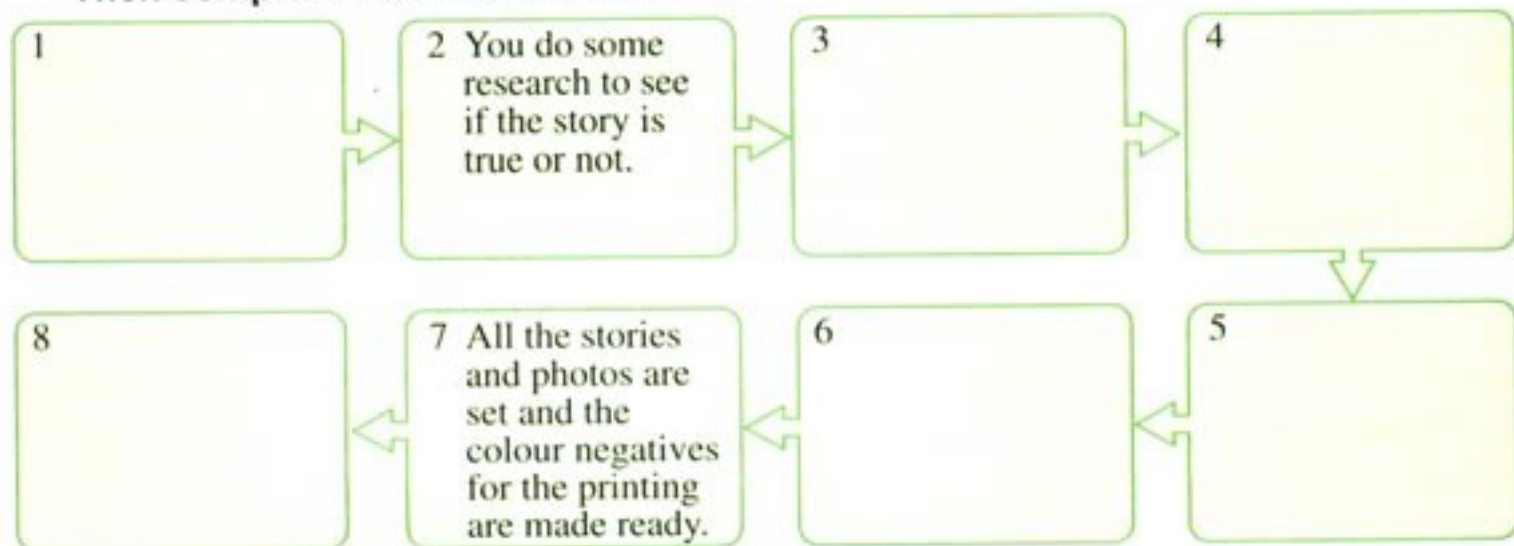 1
2 You do some
research to see
if the story is
true or not.
3
4
5
6
7 All the stories
and photos are
set and the
colour negatives
for the printing
are made ready.
8